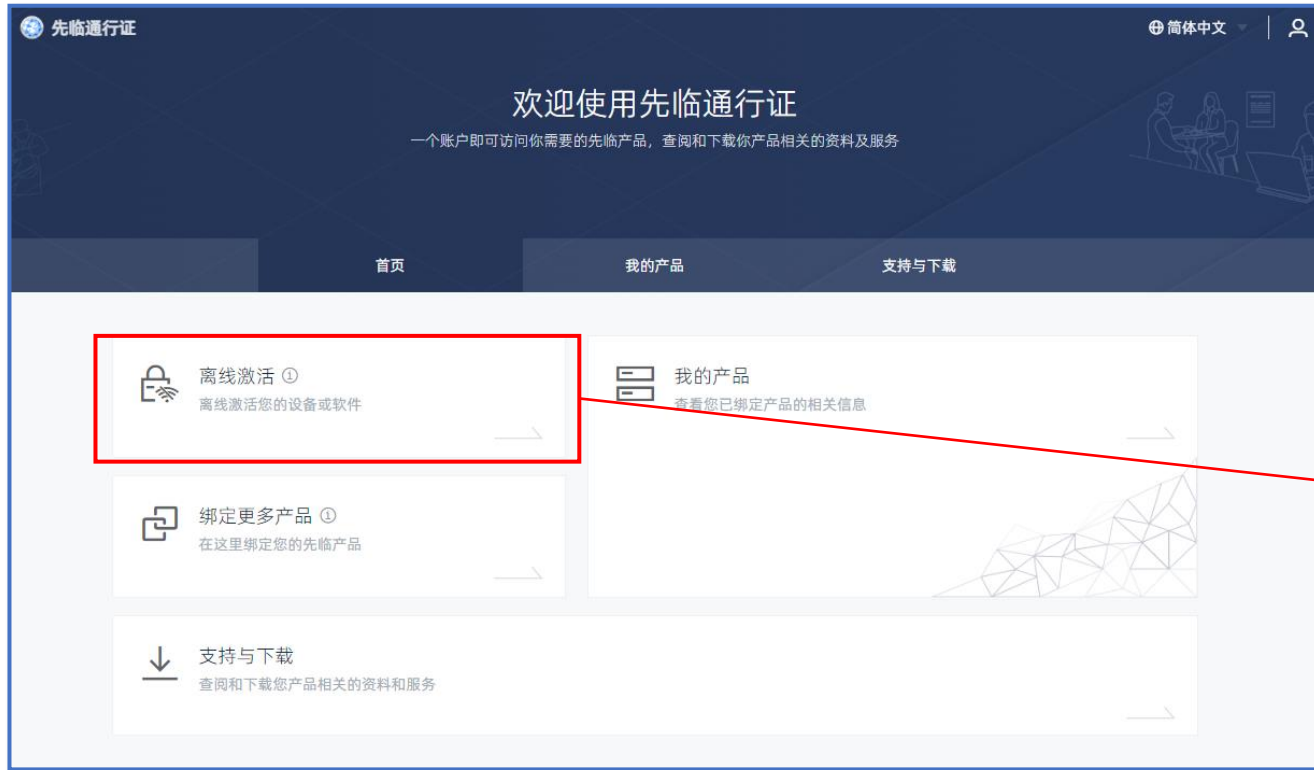 先临通行证
简体中文
欢迎使用先临通行证
一个账户即可访问你需要的先临产品，查阅和下载你产品相关的资料及服务
首页
我的产品
支持与下载
离线激活
离线激活您的设备或软件
我的产品
查看您已绑定产品的相关信息
绑定更多产品
在这里绑定您的先临产品
支持与下载
查阅和下载您产品相关的资料和服务